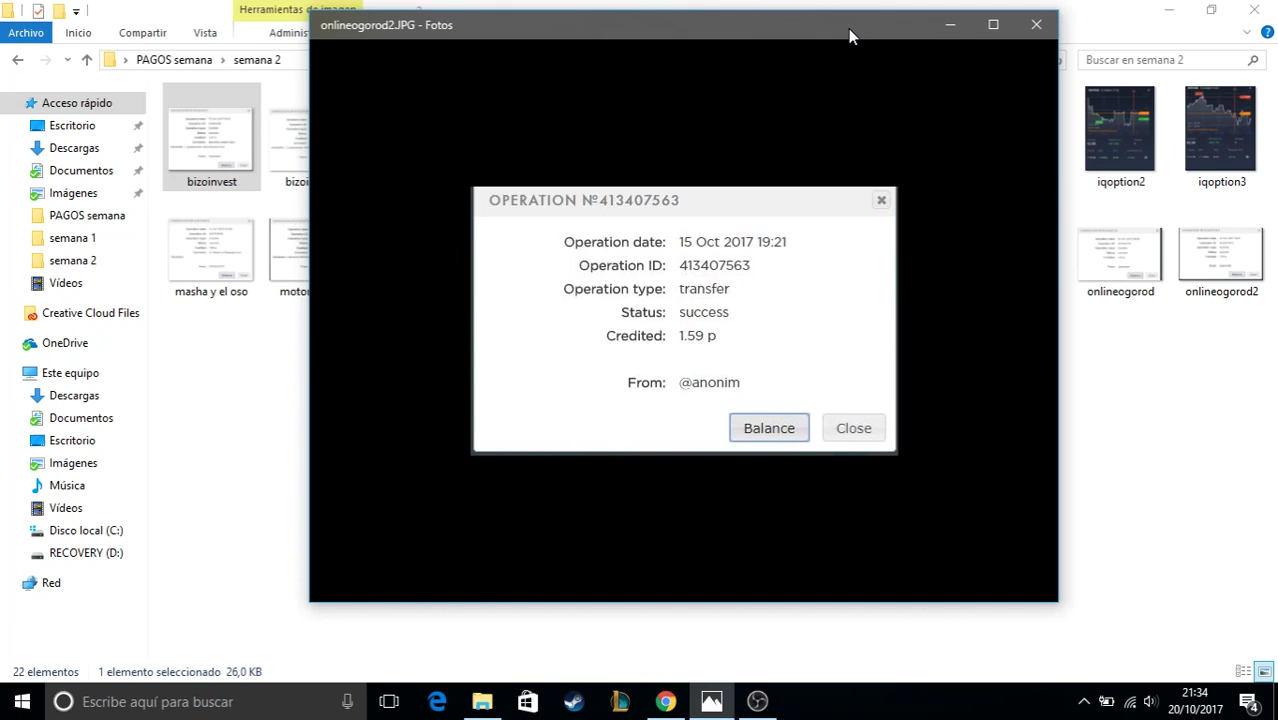 Herramientas de imagen
onlineogorod2.JPG - Fotos
Archivo
Inicio
Compartir
Vista
PAGOS semana
semana 2
Buscar en semana 2
Acceso rápido
Escritorio
Descargas
Documentos
Imágenes
PAGOS semana
semana 1
semana 2
Vídeos
Creative Cloud Files
OneDrive
Este equipo
Descargas
Documentos
Escritorio
Imágenes
Música
Vídeos
Disco local (C:)
RECOVERY (D:)
Red
bizoinvest
masha y el oso
iqoption2
iqoption3
onlineogorod
onlineogorod2
OPERATION №413407563
Operation date: 15 Oct 2017 19:21
Operation ID: 413407563
Operation type: transfer
Status: success
Credited: 1.59 р
From: @anonim
Balance
Close
22 elementos
1 elemento seleccionado 26,0 KB
Escribe aquí para buscar
21:34
20/10/2017
4